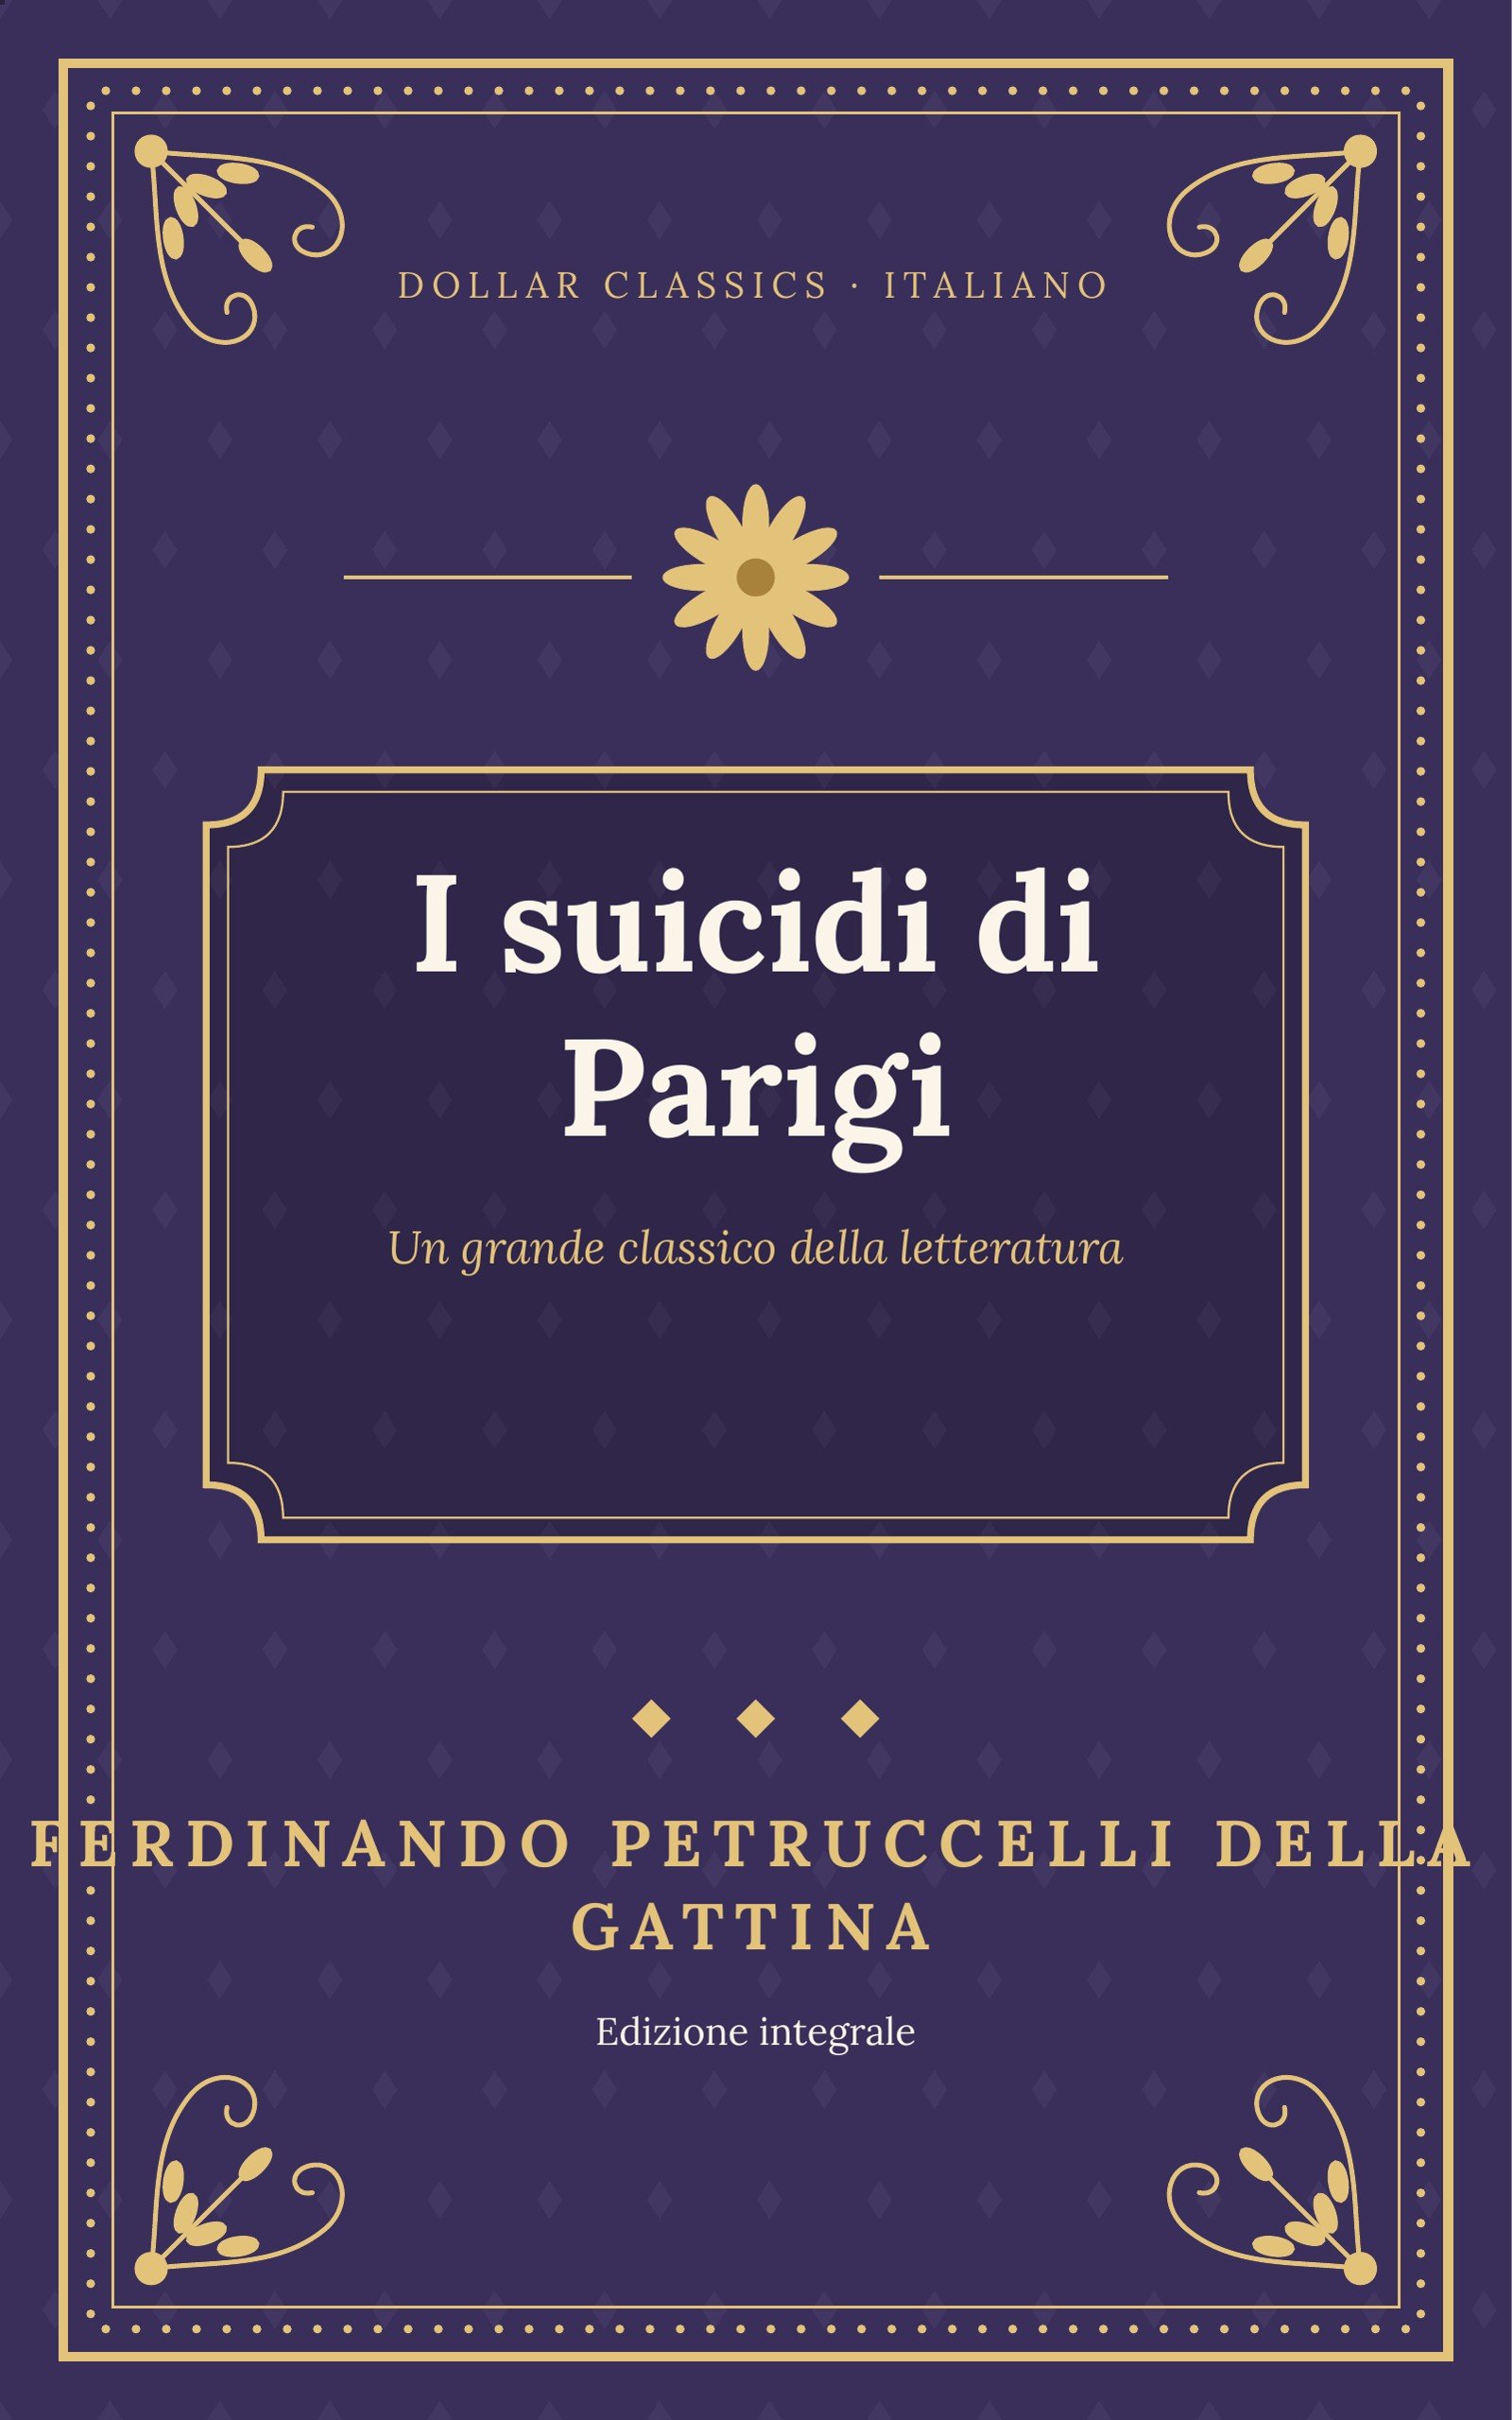 DOLLAR CLASSICS · ITALIANO
I suicidi di
Parigi
Un grande classico della letteratura
FERDINANDO PETRUCCELLI DELLA
GATTINA
Edizione integrale